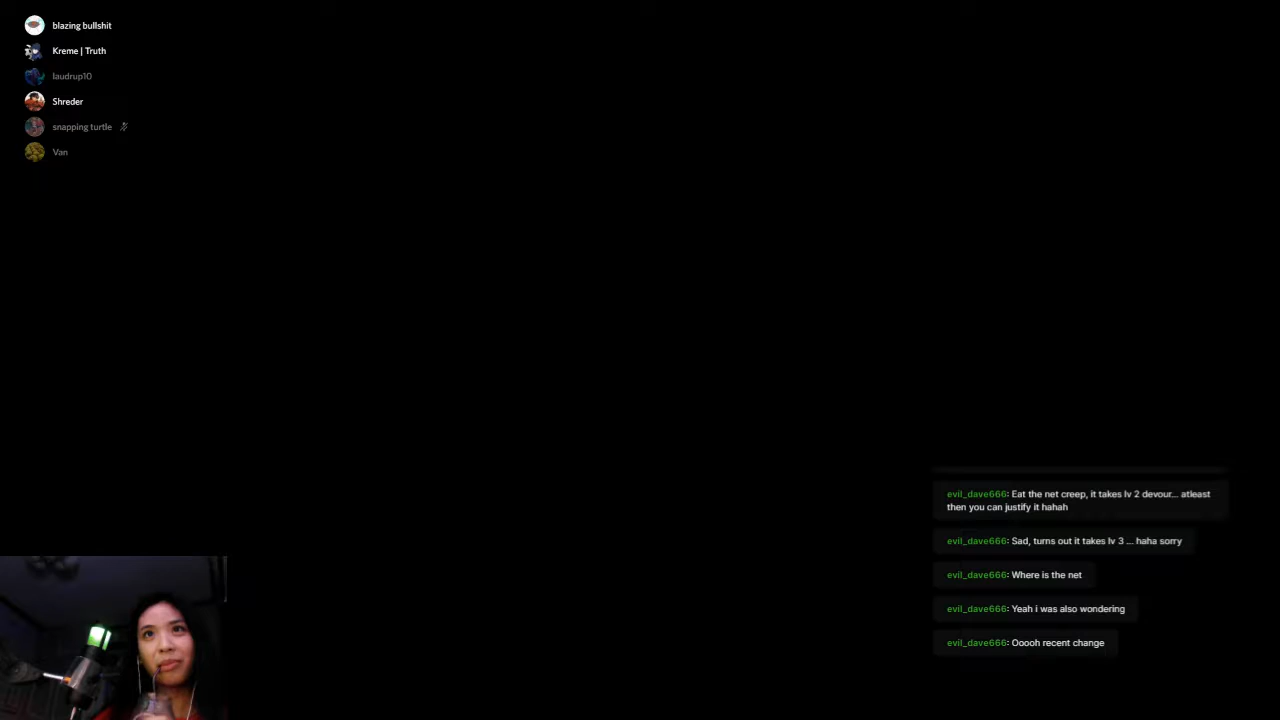 blazing bullshit
Kreme | Truth
laudrup10
Shreder
snapping turtle
Van
evil_dave666: Eat the net creep, it takes lv 2 devour... atleast
then you can justify it hahah
evil_dave666: Sad, turns out it takes lv 3 ... haha sorry
evil_dave666: Where is the net
evil_dave666: Yeah i was also wondering
evil_dave666: Ooooh recent change